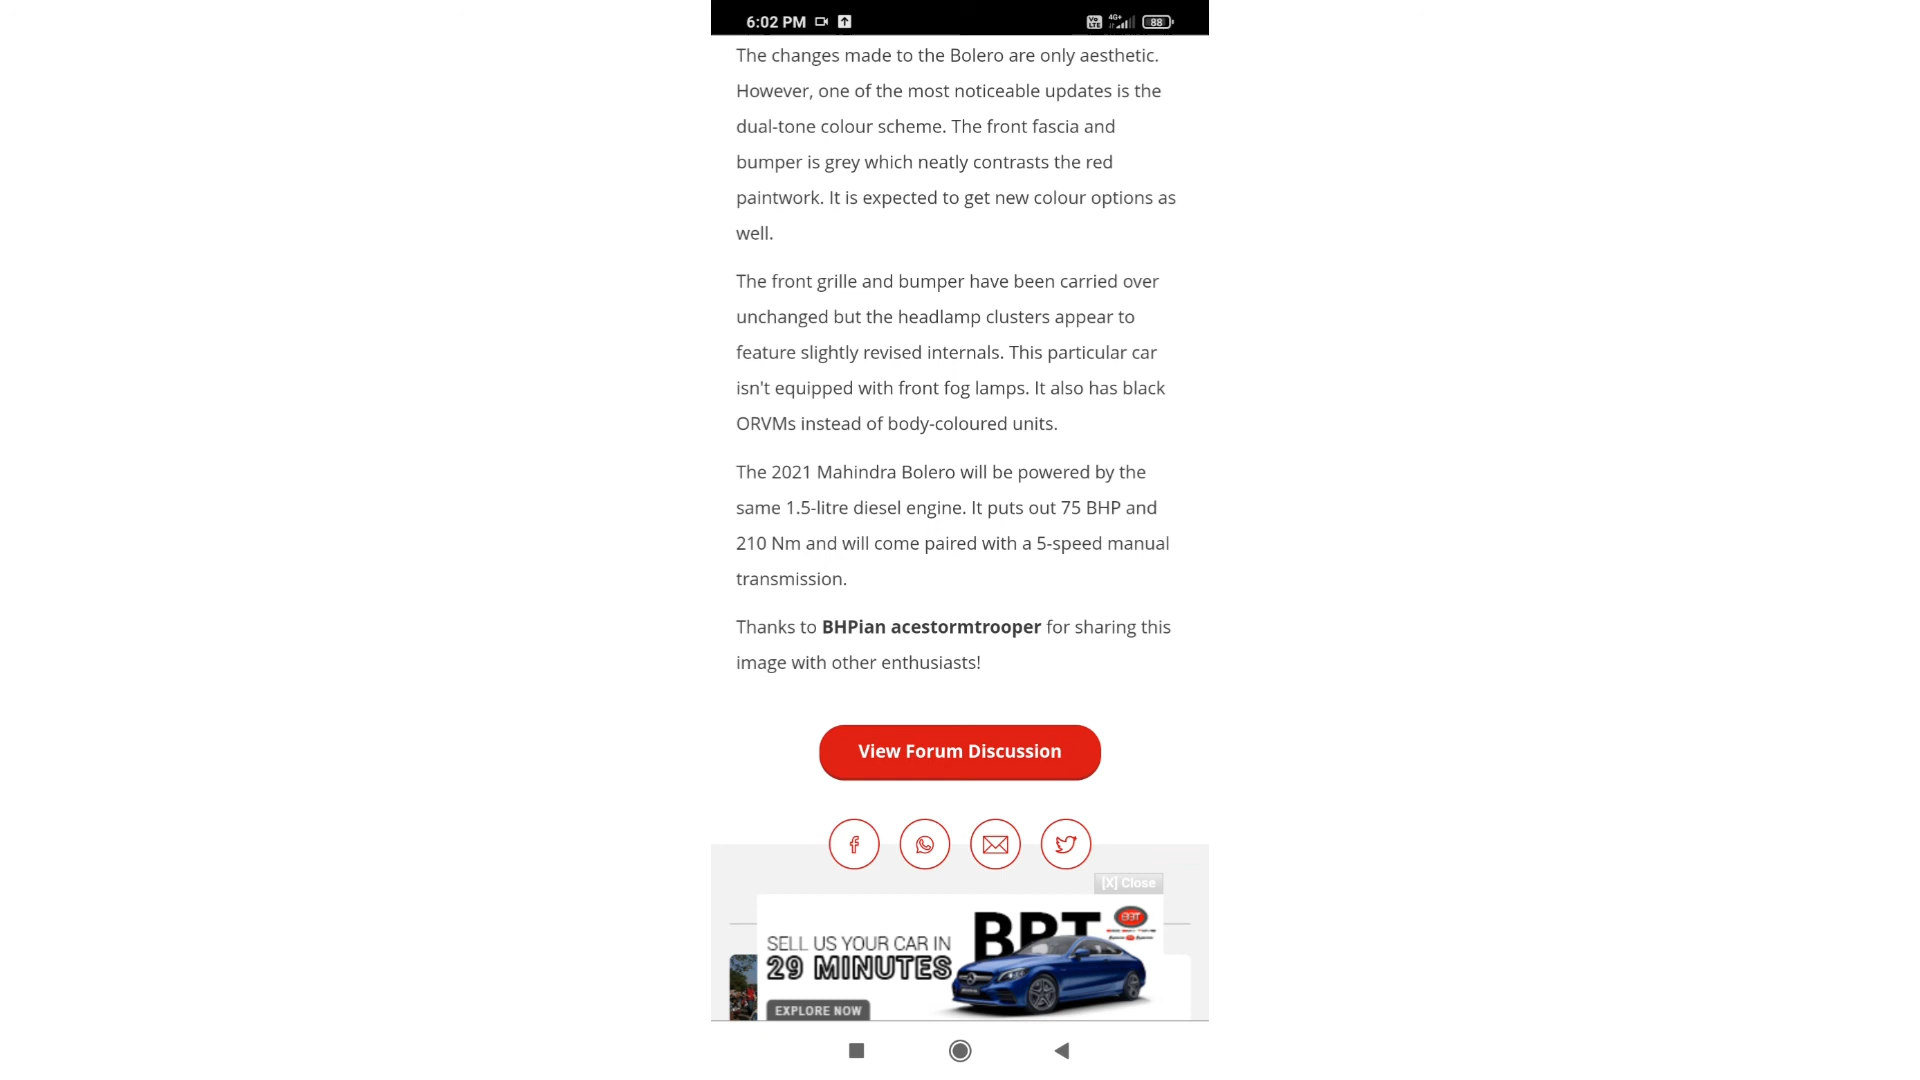 6:02 PM
Vo LTE 4G+ 88
The changes made to the Bolero are only aesthetic.
However, one of the most noticeable updates is the
dual-tone colour scheme. The front fascia and
bumper is grey which neatly contrasts the red
paintwork. It is expected to get new colour options as
well.
The front grille and bumper have been carried over
unchanged but the headlamp clusters appear to
feature slightly revised internals. This particular car
isn't equipped with front fog lamps. It also has black
ORVMs instead of body-coloured units.
The 2021 Mahindra Bolero will be powered by the
same 1.5-litre diesel engine. It puts out 75 BHP and
210 Nm and will come paired with a 5-speed manual
transmission.
Thanks to BHPian acestormtrooper for sharing this
image with other enthusiasts!
View Forum Discussion
[X] Close
BBT
SELL US YOUR CAR IN
29 MINUTES
EXPLORE NOW